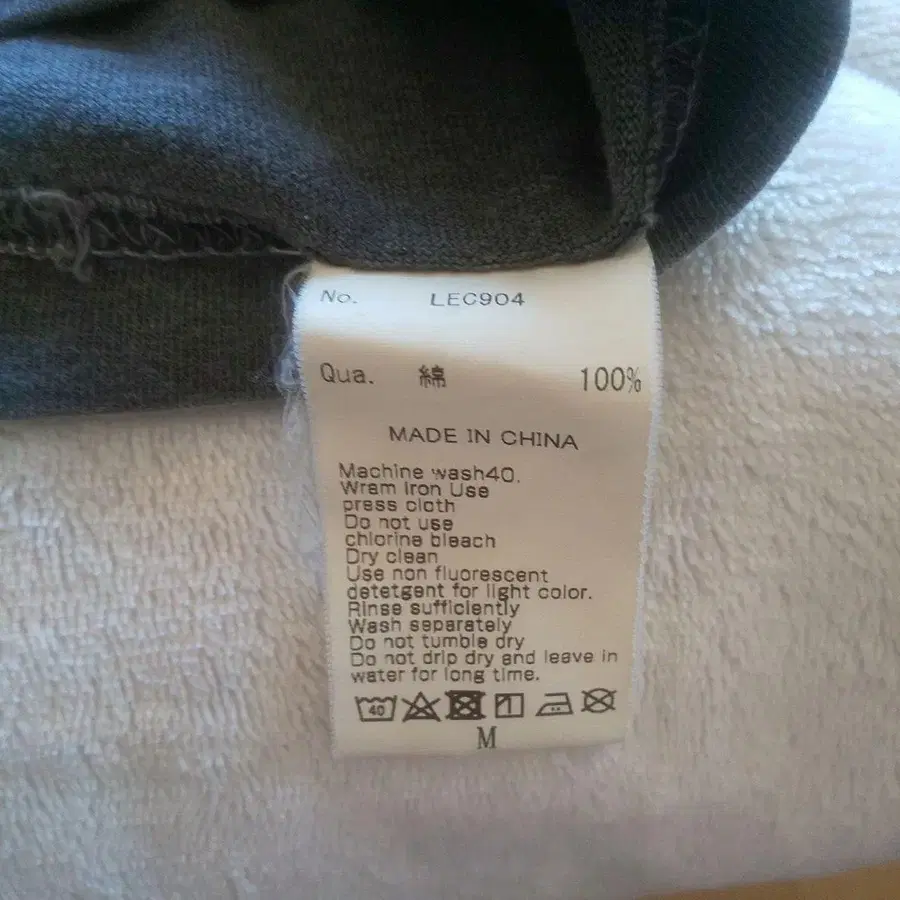 No. LEC904
Qua. 綿 100%
MADE IN CHINA
Machine wash40.
Wram Iron Use
press cloth
Do not use
chlorine bleach
Dry clean
Use non fluorescent
detetgent for light color.
Rinse sufficiently
Wash separately
Do not tumble dry
Do not drip dry and leave in
water for long time.
40
M